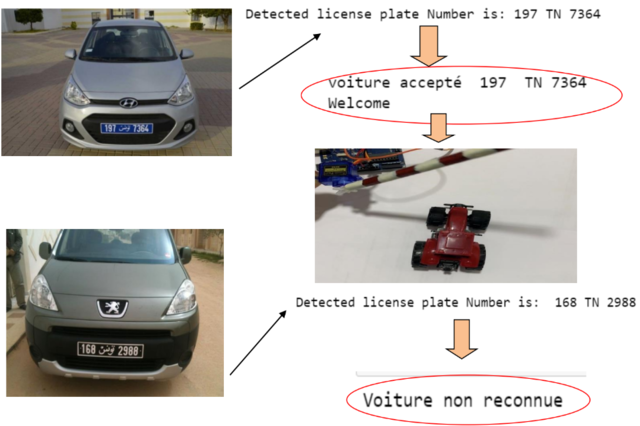 Detected license plate Number is: 197 TN 7364
voiture accepté 197 TN 7364
Welcome
197 تونس 7364
Detected license plate Number is: 168 TN 2988
168 تونس 2988
Voiture non reconnue